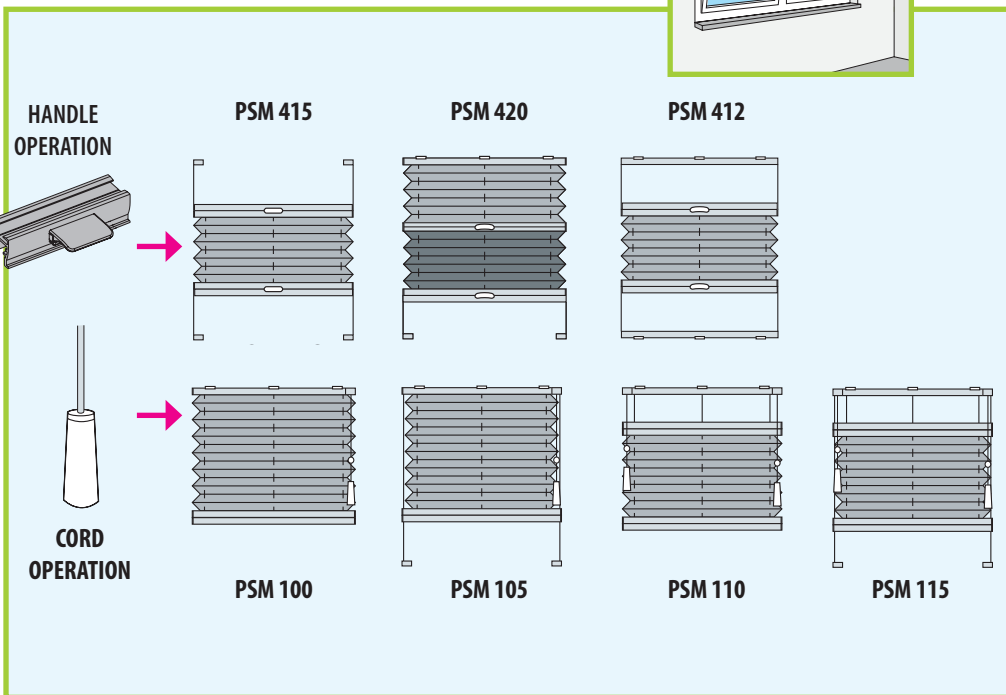 HANDLE
OPERATION
PSM 415
PSM 420
PSM 412
CORD
OPERATION
PSM 100
PSM 105
PSM 110
PSM 115